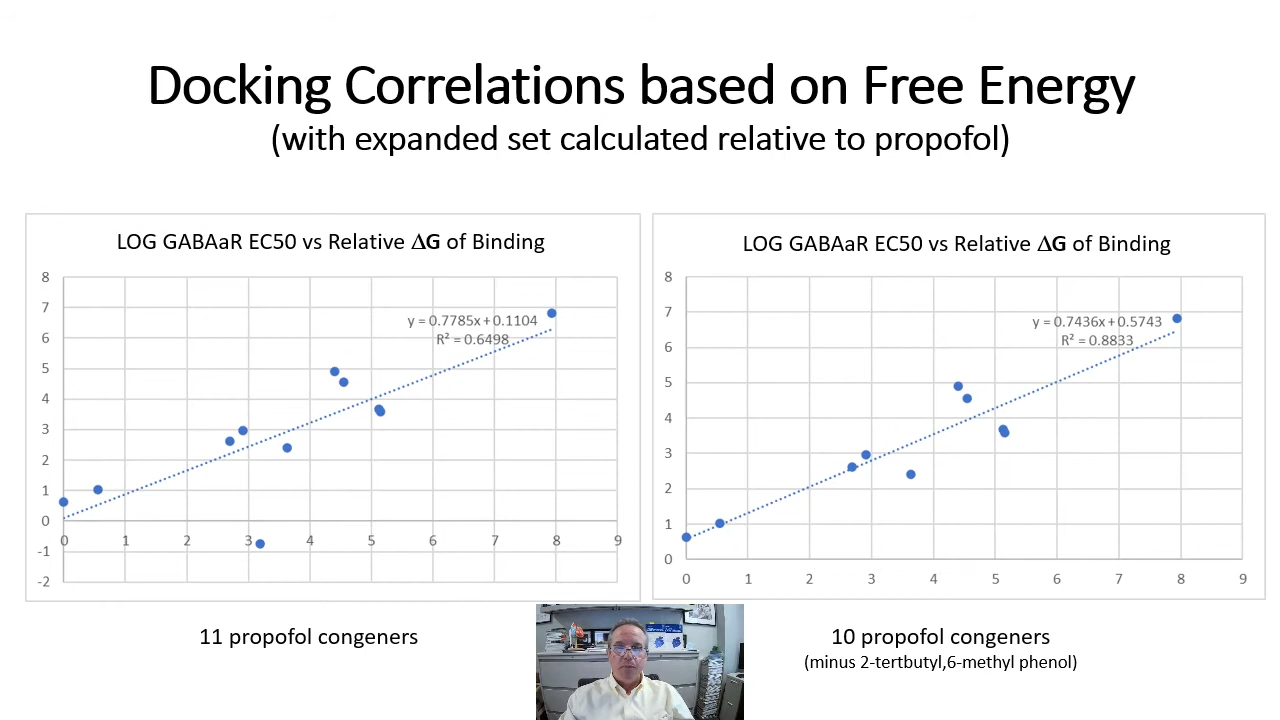 Docking Correlations based on Free Energy
(with expanded set calculated relative to propofol)
LOG GABAaR EC50 vs Relative ΔG of Binding
8
7
6
5
4
3
2
1
0
-1
-2
0 1 2 3 4 5 6 7 8 9
y = 0.7785x + 0.1104
R² = 0.6498
11 propofol congeners
LOG GABAaR EC50 vs Relative ΔG of Binding
8
7
6
5
4
3
2
1
0
0 1 2 3 4 5 6 7 8 9
y = 0.7436x + 0.5743
R² = 0.8833
10 propofol congeners
(minus 2-tertbutyl,6-methyl phenol)